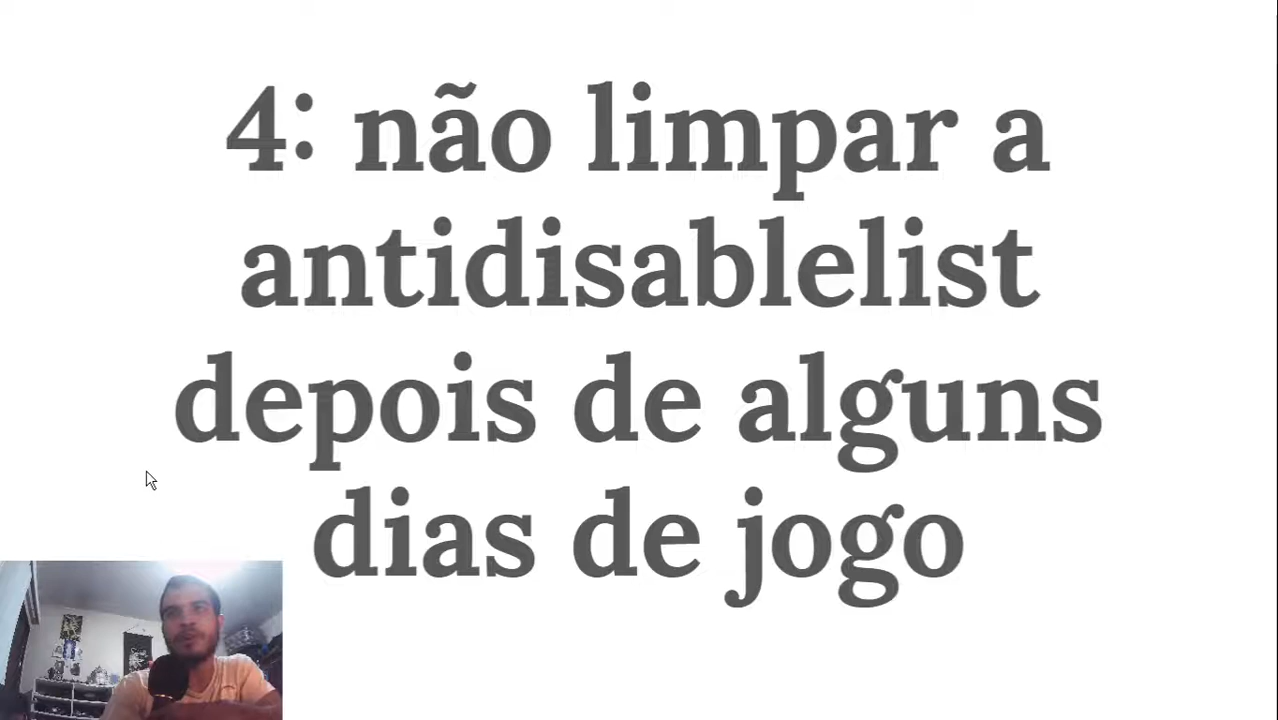 4: não limpar a
antidisablelist
depois de alguns
dias de jogo